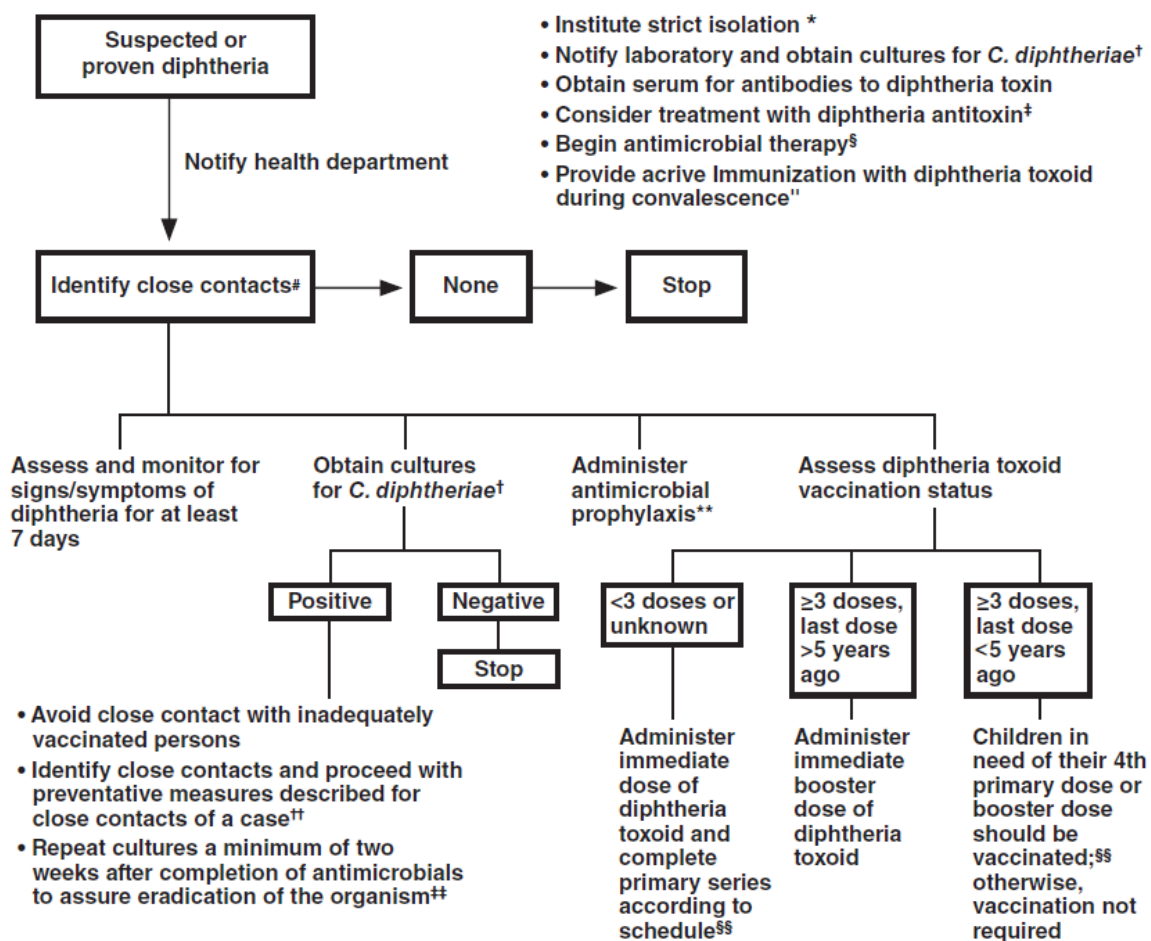 Suspected or
proven diphtheria
• Institute strict isolation *
• Notify laboratory and obtain cultures for C. diphtheriae†
• Obtain serum for antibodies to diphtheria toxin
• Consider treatment with diphtheria antitoxin‡
• Begin antimicrobial therapy§
• Provide acrive Immunization with diphtheria toxoid
during convalescence"
Notify health department
Identify close contacts#
None
Stop
Assess and monitor for
signs/symptoms of
diphtheria for at least
7 days
Obtain cultures
for C. diphtheriae†
Administer
antimicrobial
prophylaxis**
Assess diphtheria toxoid
vaccination status
Positive
Negative
Stop
<3 doses or
unknown
≥3 doses,
last dose
>5 years
ago
≥3 doses,
last dose
<5 years
ago
• Avoid close contact with inadequately
vaccinated persons
• Identify close contacts and proceed with
preventative measures described for
close contacts of a case††
• Repeat cultures a minimum of two
weeks after completion of antimicrobials
to assure eradication of the organism‡‡
Administer
immediate
dose of
diphtheria
toxoid and
complete
primary series
according to
schedule§§
Administer
immediate
booster
dose of
diphtheria
toxoid
Children in
need of their 4th
primary dose or
booster dose
should be
vaccinated;§§
otherwise,
vaccination not
required